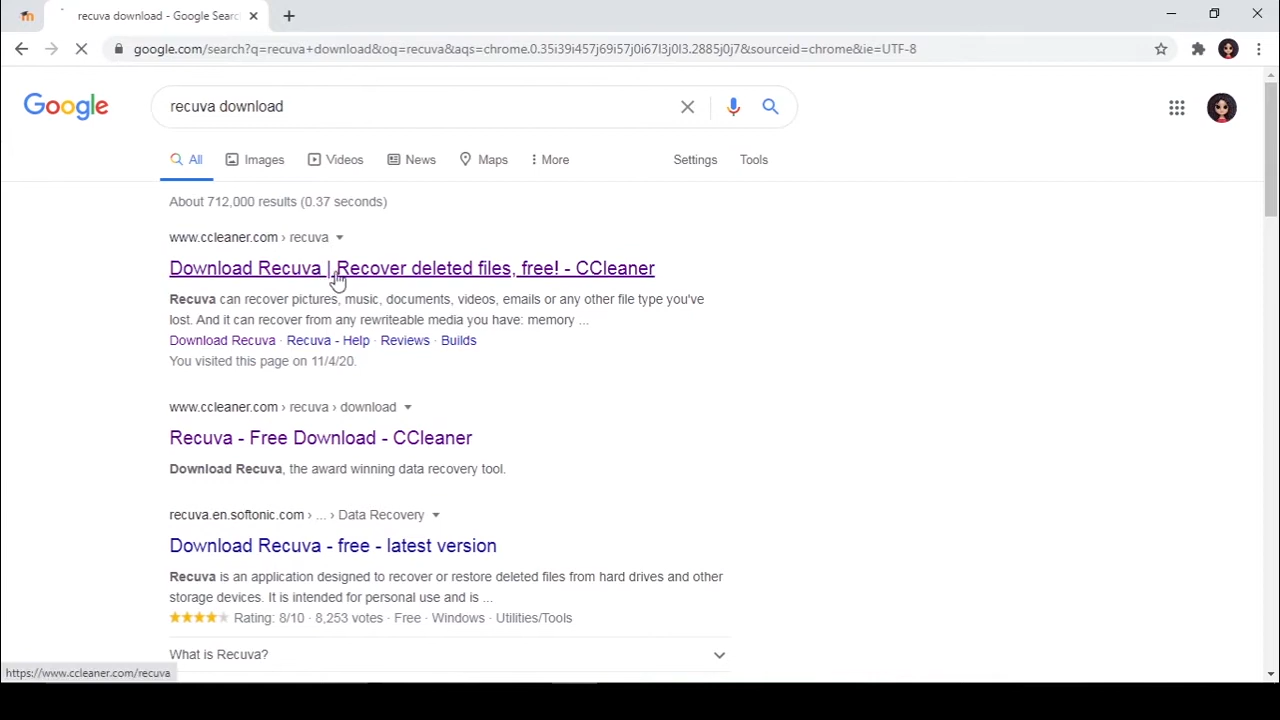 recuva download - Google Searc
google.com/search?q=recuva+download&oq=recuva&aqs=chrome.0.35i39i457j69i57j0i67l3j0l3.2885j0j7&sourceid=chrome&ie=UTF-8
Google
recuva download
All Images Videos News Maps More Settings Tools
About 712,000 results (0.37 seconds)
www.ccleaner.com › recuva
Download Recuva | Recover deleted files, free! - CCleaner
Recuva can recover pictures, music, documents, videos, emails or any other file type you've
lost. And it can recover from any rewriteable media you have: memory ...
Download Recuva · Recuva - Help · Reviews · Builds
You visited this page on 11/4/20.
www.ccleaner.com › recuva › download
Recuva - Free Download - CCleaner
Download Recuva, the award winning data recovery tool.
recuva.en.softonic.com › ... › Data Recovery
Download Recuva - free - latest version
Recuva is an application designed to recover or restore deleted files from hard drives and other
storage devices. It is intended for personal use and is ...
Rating: 8/10 · 8,253 votes · Free · Windows · Utilities/Tools
What is Recuva?
https://www.ccleaner.com/recuva